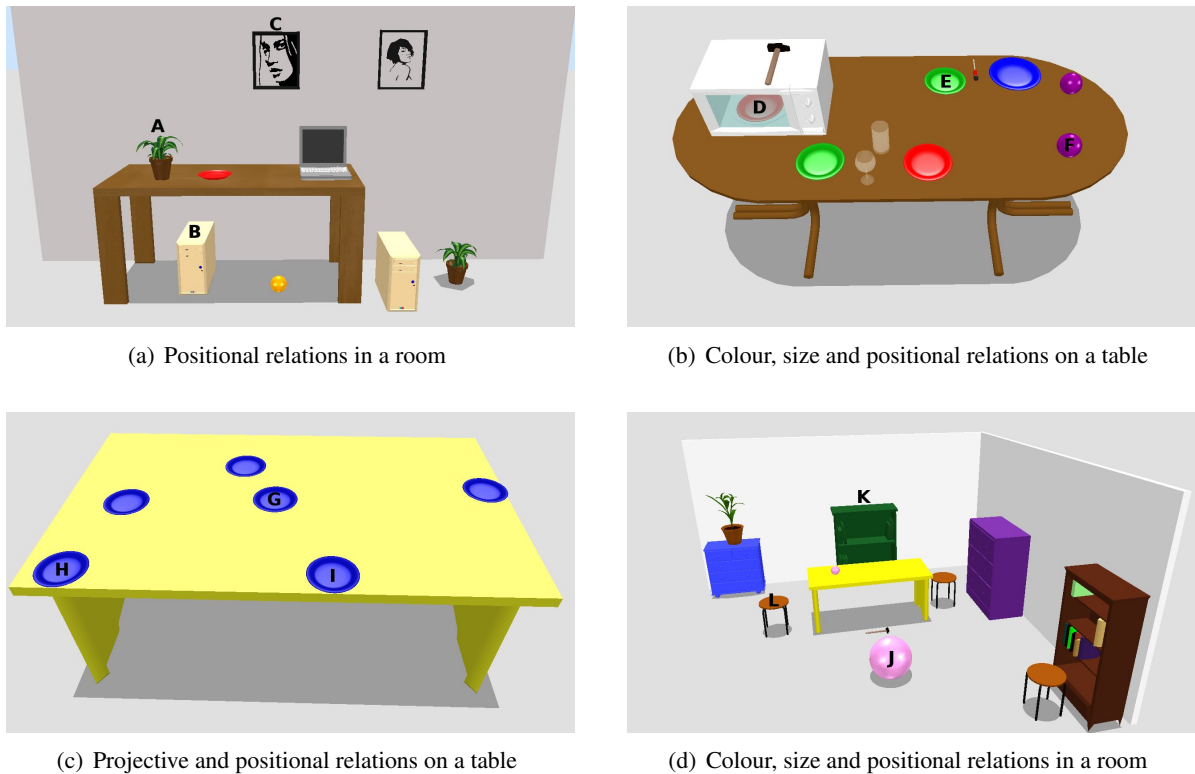 C
A
B
D
E
F
(a) Positional relations in a room
(b) Colour, size and positional relations on a table
G
H
I
K
L
J
(c) Projective and positional relations on a table
(d) Colour, size and positional relations in a room